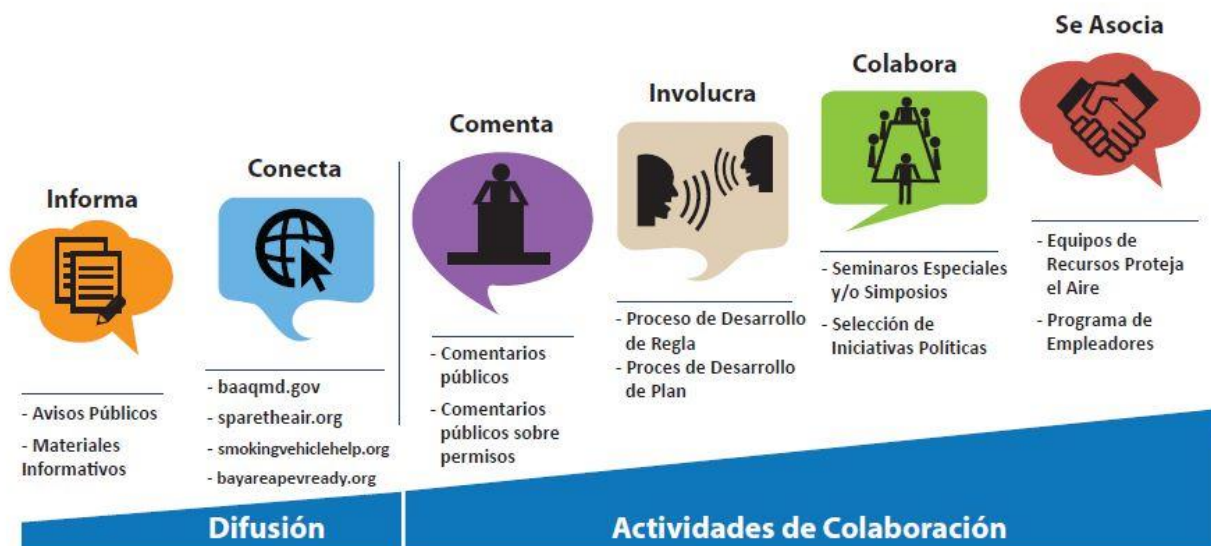 Informa
- Avisos Públicos
- Materiales
Informativos
Conecta
- baaqmd.gov
- sparetheair.org
- smokingvehiclehelp.org
- bayareapevready.org
Comenta
- Comentarios
públicos
- Comentarios
públicos sobre
permisos
Involucra
- Proceso de Desarrollo
de Regla
- Proces de Desarrollo
de Plan
Colabora
- Seminaros Especiales
y/o Simposios
- Selección de
Iniciativas Políticas
Se Asocia
- Equipos de
Recursos Proteja
el Aire
- Programa de
Empleadores
Difusión
Actividades de Colaboración